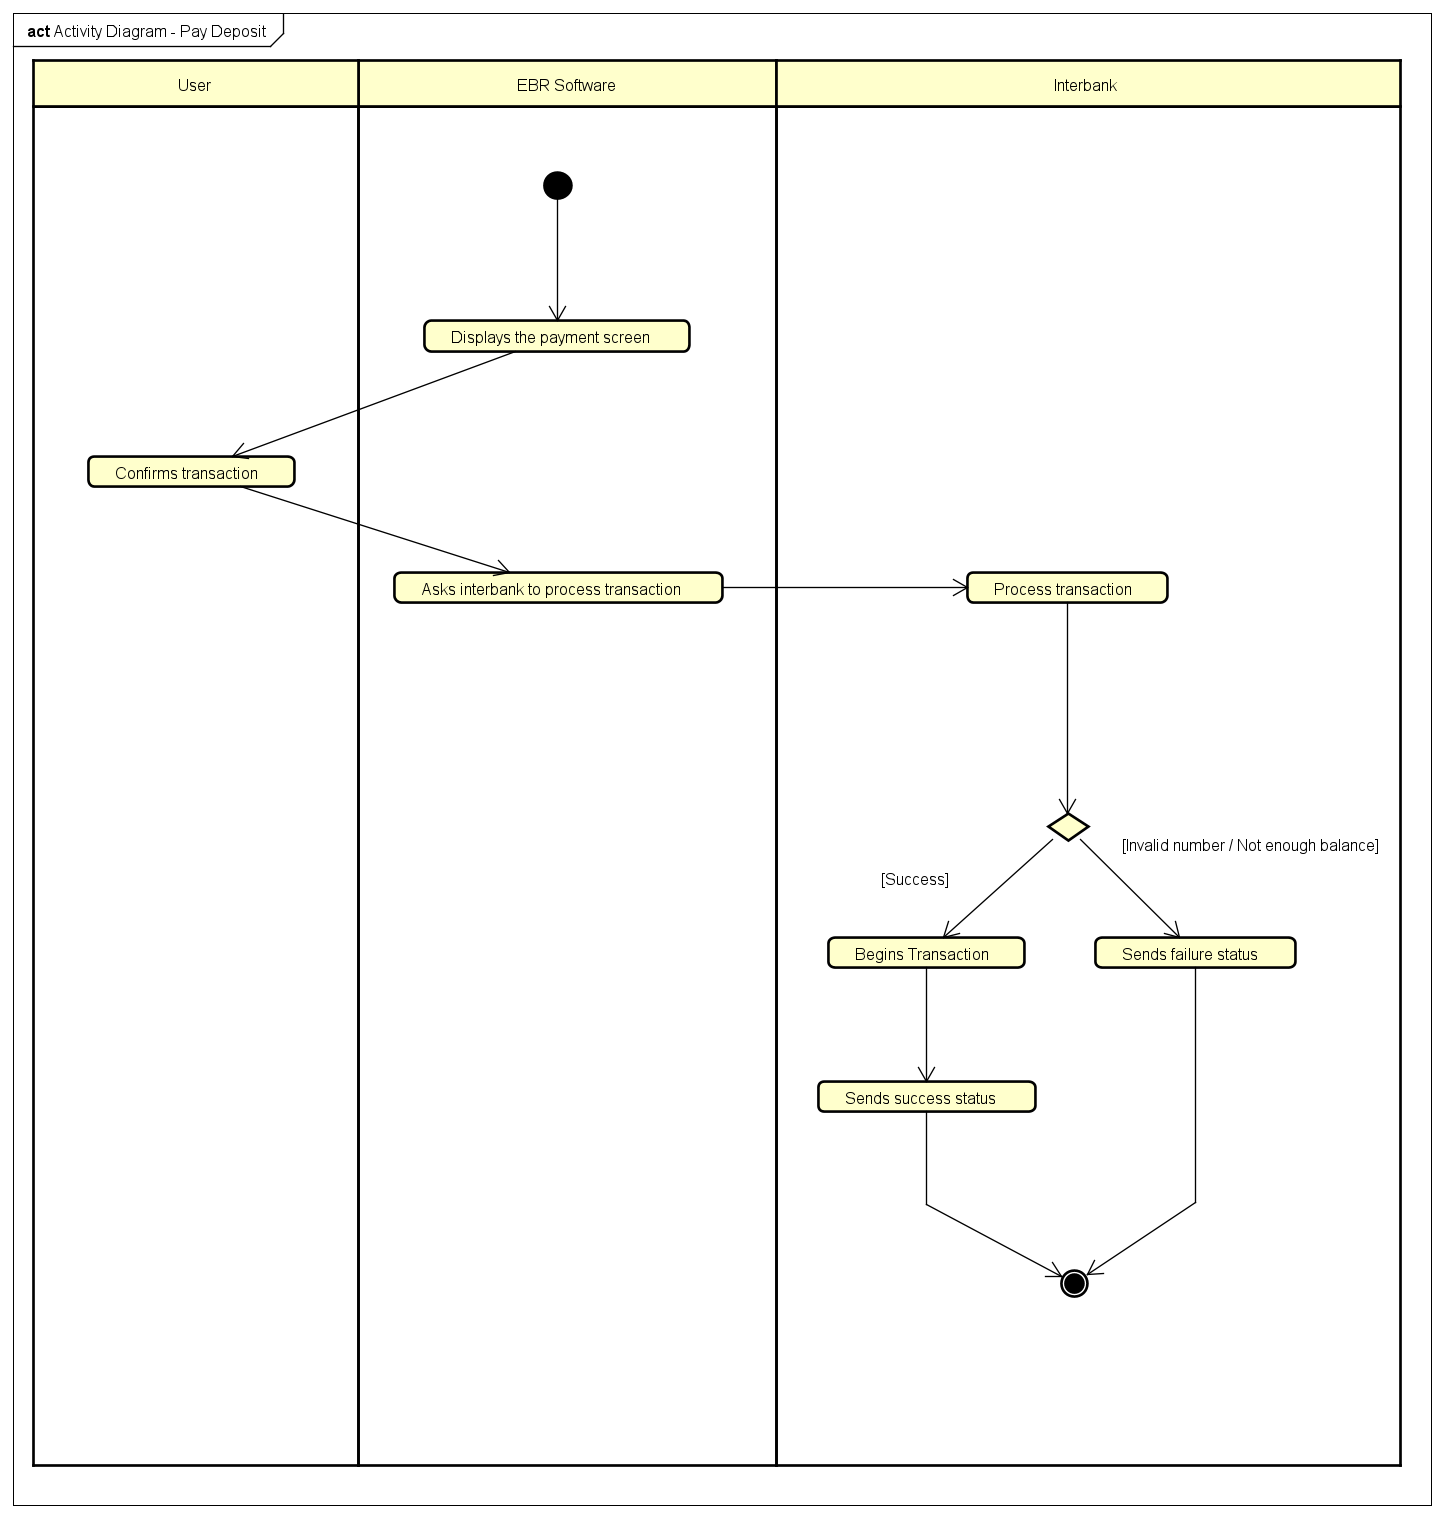 act Activity Diagram - Pay Deposit
User
EBR Software
Interbank
Displays the payment screen
Confirms transaction
Asks interbank to process transaction
Process transaction
[Invalid number / Not enough balance]
[Success]
Begins Transaction
Sends failure status
Sends success status